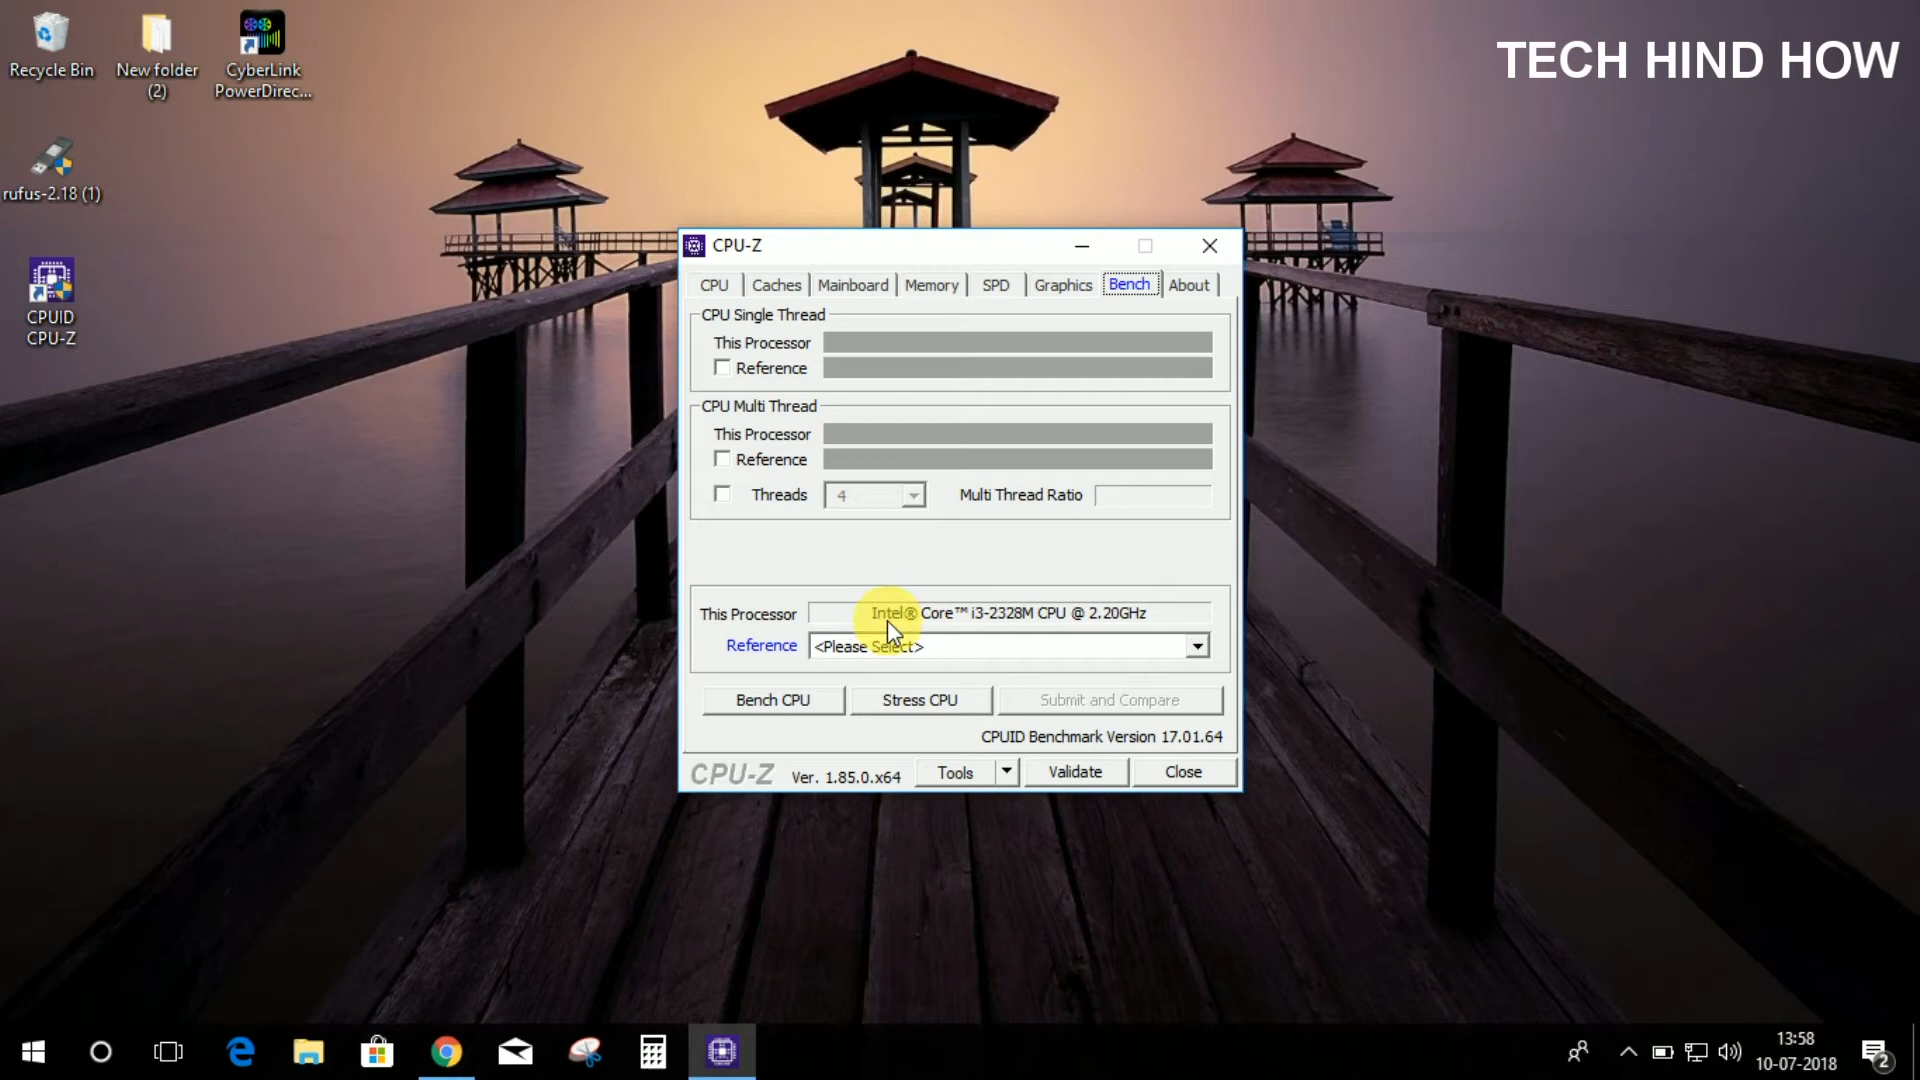 TECH HIND HOW
Recycle Bin
New folder
(2)
CyberLink
PowerDirec...
rufus-2.18 (1)
CPUID
CPU-Z
CPU-Z
CPU Caches Mainboard Memory SPD Graphics Bench About
CPU Single Thread
This Processor
Reference
CPU Multi Thread
This Processor
Reference
Threads 4 Multi Thread Ratio
This Processor Intel® Core™ i3-2328M CPU @ 2.20GHz
Reference <Please Select>
Bench CPU Stress CPU Submit and Compare
CPUID Benchmark Version 17.01.64
CPU-Z Ver. 1.85.0.x64 Tools Validate Close
13:58
10-07-2018
2